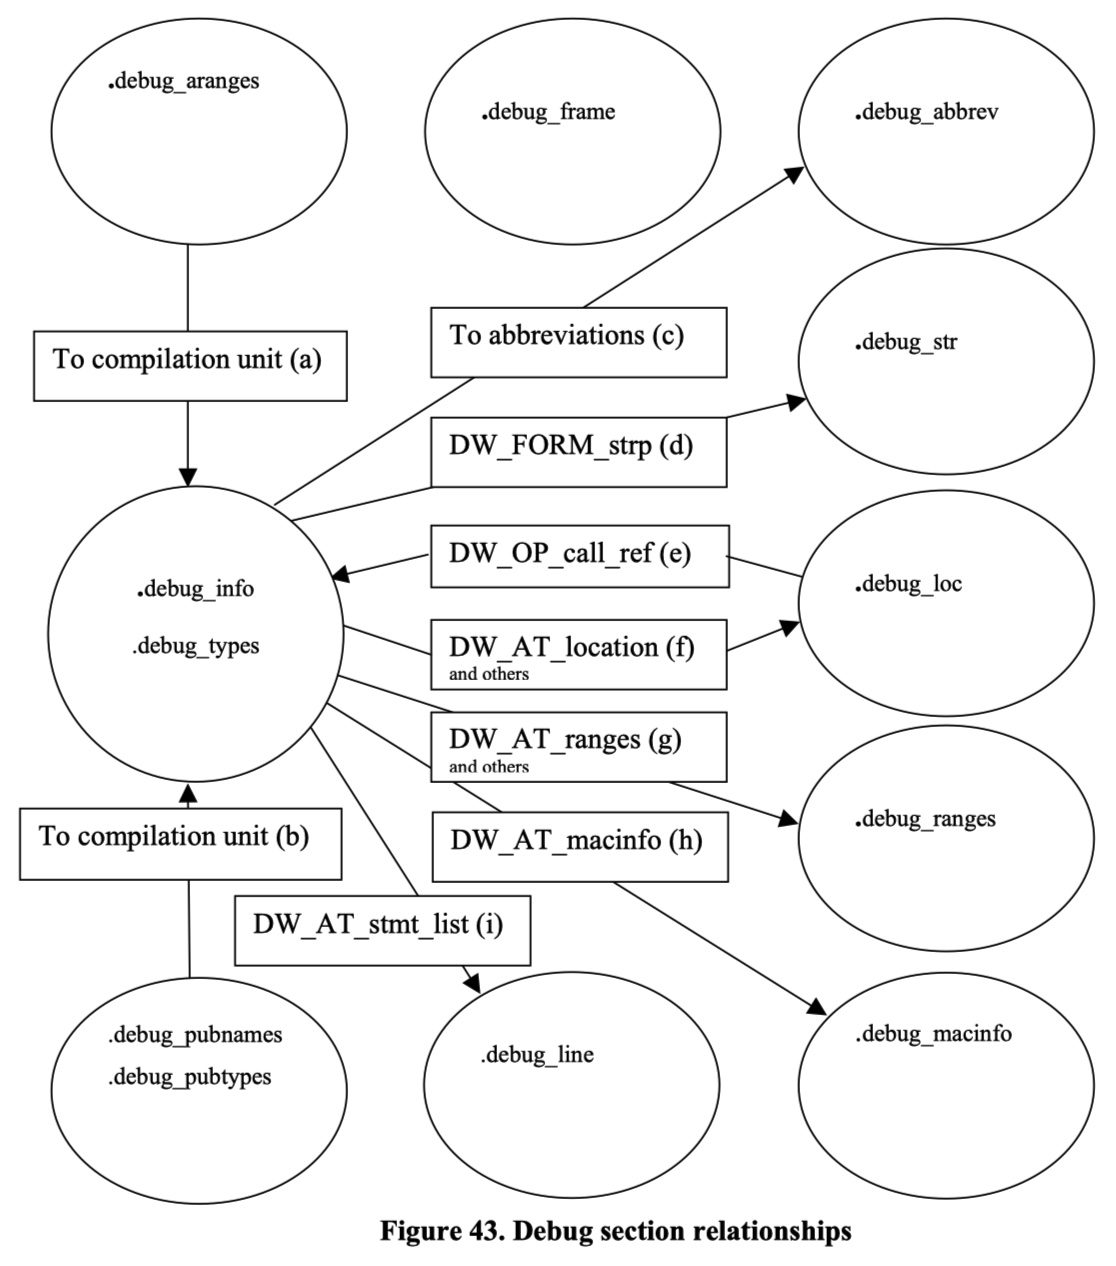 .debug_aranges
.debug_frame
.debug_abbrev
To compilation unit (a)
To abbreviations (c)
.debug_str
DW_FORM_strp (d)
DW_OP_call_ref (e)
.debug_loc
.debug_info
.debug_types
DW_AT_location (f)
and others
DW_AT_ranges (g)
and others
.debug_ranges
To compilation unit (b)
DW_AT_macinfo (h)
DW_AT_stmt_list (i)
.debug_pubnames
.debug_pubtypes
.debug_line
.debug_macinfo
Figure 43. Debug section relationships